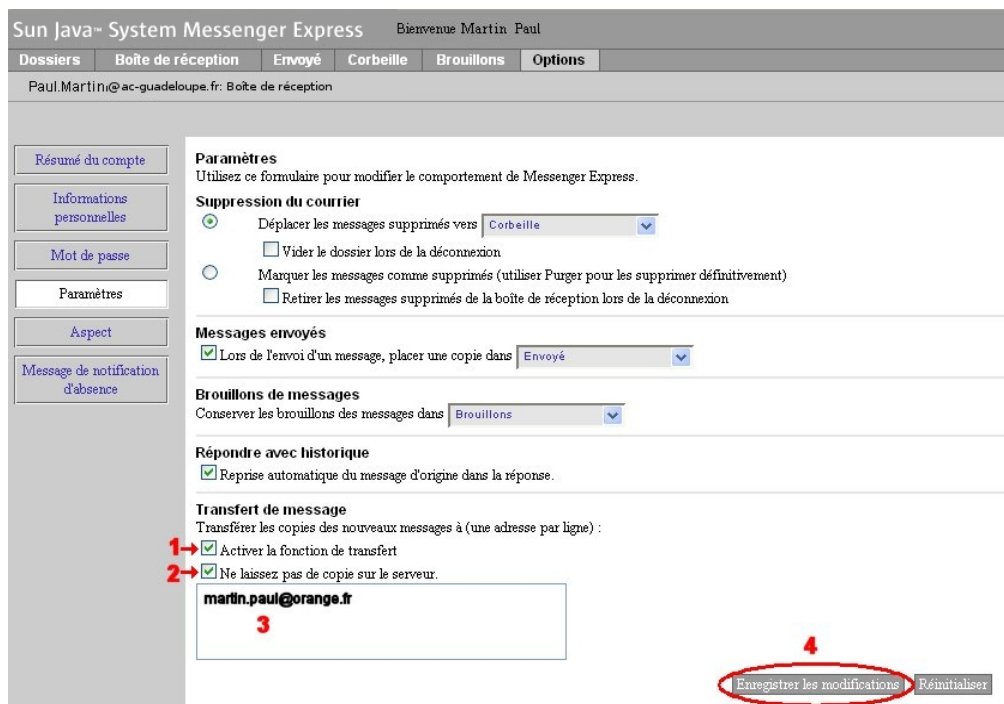 Sun Java™ System Messenger Express Bienvenue Martin Paul
Dossiers Boîte de réception Envoyé Corbeille Brouillons Options
Paul.Martin@ac-guadeloupe.fr: Boîte de réception
Résumé du compte
Informations
personnelles
Mot de passe
Paramètres
Aspect
Message de notification
d'absence
Paramètres
Utilisez ce formulaire pour modifier le comportement de Messenger Express.
Suppression du courrier
Déplacer les messages supprimés vers Corbeille
Vider le dossier lors de la déconnexion
Marquer les messages comme supprimés (utiliser Purger pour les supprimer définitivement)
Retirer les messages supprimés de la boîte de réception lors de la déconnexion
Messages envoyés
Lors de l'envoi d'un message, placer une copie dans Envoyé
Brouillons de messages
Conserver les brouillons des messages dans Brouillons
Répondre avec historique
Reprise automatique du message d'origine dans la réponse.
Transfert de message
Transférer les copies des nouveaux messages à (une adresse par ligne) :
1 Activer la fonction de transfert
2 Ne laissez pas de copie sur le serveur.
martin.paul@orange.fr
3
4
Enregistrer les modifications Réinitialiser